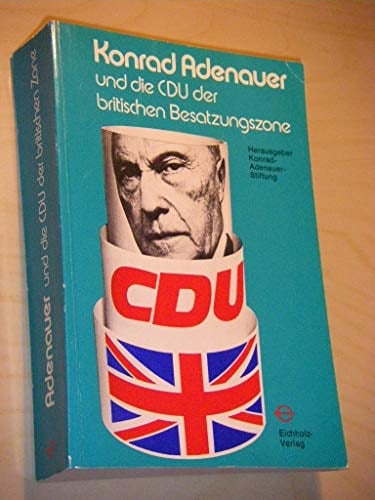 Konrad Adenauer
und die CDU der
britischen Besatzungszone
Herausgeber
Konrad-
Adenauer-
Stiftung
CDU
Eichholz-
Verlag
Adenauer und die CDU der britischen Zone